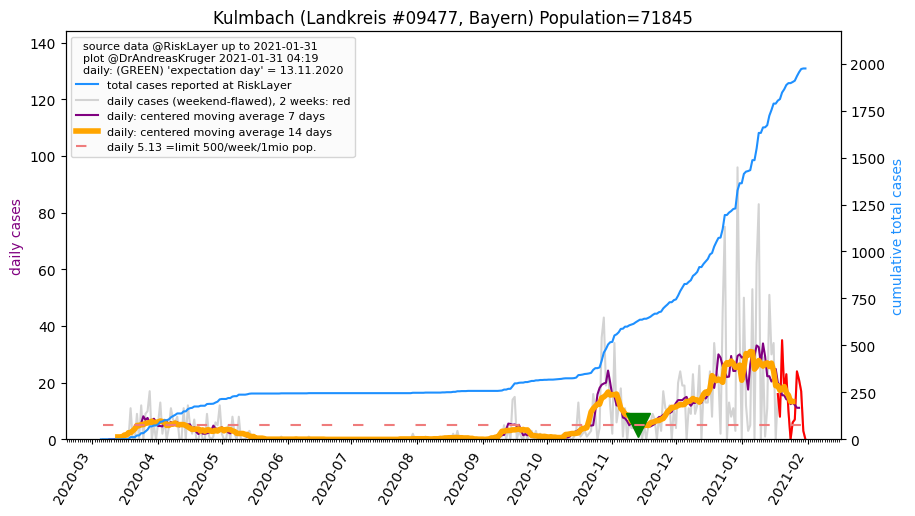 Kulmbach (Landkreis #09477, Bayern) Population=71845
source data @RiskLayer up to 2021-01-31
plot @DrAndreasKruger 2021-01-31 04:19
daily: (GREEN) 'expectation day' = 13.11.2020
total cases reported at RiskLayer
daily cases (weekend-flawed), 2 weeks: red
daily: centered moving average 7 days
daily: centered moving average 14 days
daily 5.13 =limit 500/week/1mio pop.
daily cases
140
120
100
80
60
40
20
0
cumulative total cases
2000
1750
1500
1250
1000
750
500
250
0
2020-03
2020-04
2020-05
2020-06
2020-07
2020-08
2020-09
2020-10
2020-11
2020-12
2021-01
2021-02